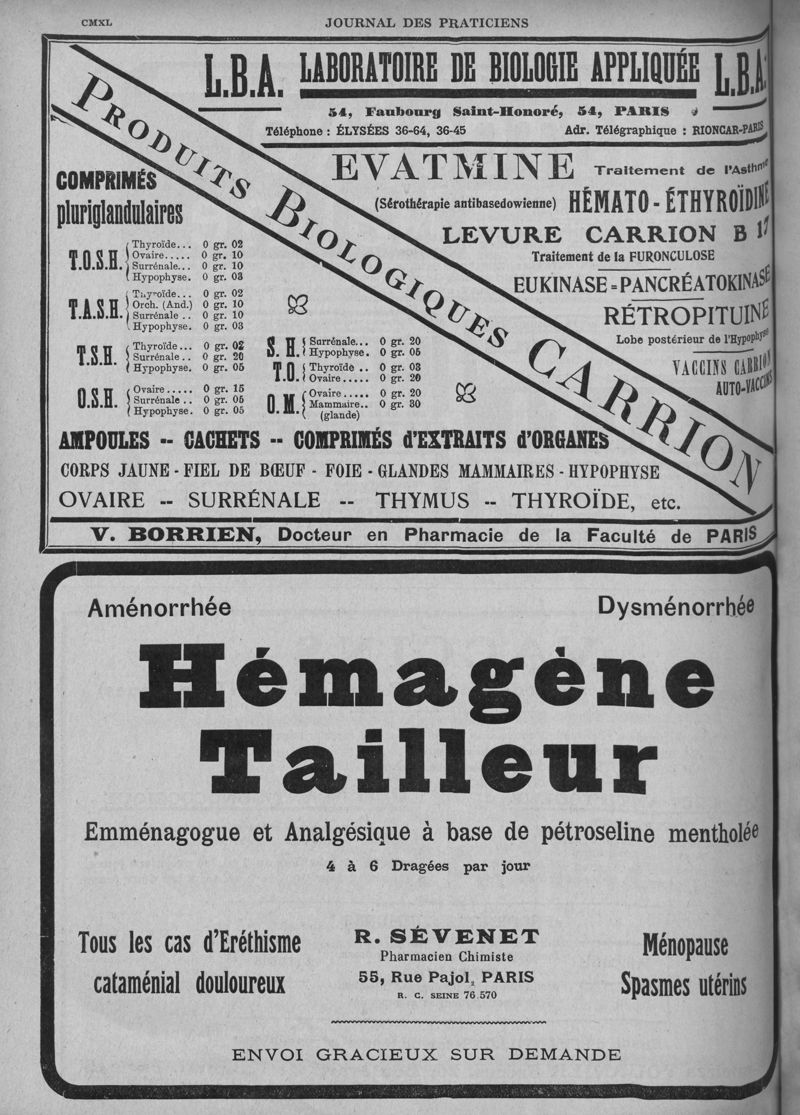 CMXL
JOURNAL DES PRATICIENS
L.B.A. LABORATOIRE DE BIOLOGIE APPLIQUÉE L.B.A.
54, Faubourg Saint-Honoré, 54, PARIS
Téléphone : ÉLYSÉES 36-64, 36-45
Adr. Télégraphique : RIONCAR-PARIS
PRODUITS BIOLOGIQUES CARRION
EVATMINE Traitement de l'Asthme
(Sérothérapie antibasedowienne) HÉMATO-ÉTHYROÏDINE
LEVURE CARRION B 17
Traitement de la FURONCULOSE
EUKINASE=PANCRÉATOKINASE
RÉTROPITUINE
Lobe postérieur de l'Hypophyse
VACCINS CARRION
AUTO-VACCINS
COMPRIMÉS
pluriglandulaires
T.O.S.H.
Thyroïde... 0 gr. 02
Ovaire..... 0 gr. 10
Surrénale... 0 gr. 10
Hypophyse. 0 gr. 03
T.A.S.H.
Thyroïde... 0 gr. 02
Orch. (And.) 0 gr. 10
Surrénale .. 0 gr. 10
Hypophyse. 0 gr. 03
T.S.H.
Thyroïde... 0 gr. 02
Surrénale.. 0 gr. 20
Hypophyse. 0 gr. 05
O.S.H.
Ovaire..... 0 gr. 15
Surrénale .. 0 gr. 05
Hypophyse. 0 gr. 05
S. H.
Surrénale... 0 gr. 20
Hypophyse. 0 gr. 05
T.O.
Thyroïde .. 0 gr. 03
Ovaire..... 0 gr. 20
O.M.
Ovaire..... 0 gr. 20
Mammaire.. 0 gr. 30
(glande)
AMPOULES -- CACHETS -- COMPRIMÉS d'EXTRAITS d'ORGANES
CORPS JAUNE - FIEL DE BŒUF - FOIE - GLANDES MAMMAIRES - HYPOPHYSE
OVAIRE -- SURRÉNALE -- THYMUS -- THYROÏDE, etc.
V. BORRIEN, Docteur en Pharmacie de la Faculté de PARIS
Aménorrhée
Dysménorrhée
Hémagène
Tailleur
Emménagogue et Analgésique à base de pétroseline mentholée
4 à 6 Dragées par jour
Tous les cas d'Eréthisme
cataménial douloureux
R. SÉVENET
Pharmacien Chimiste
55, Rue Pajol, PARIS
R. C. SEINE 76.570
Ménopause
Spasmes utérins
ENVOI GRACIEUX SUR DEMANDE